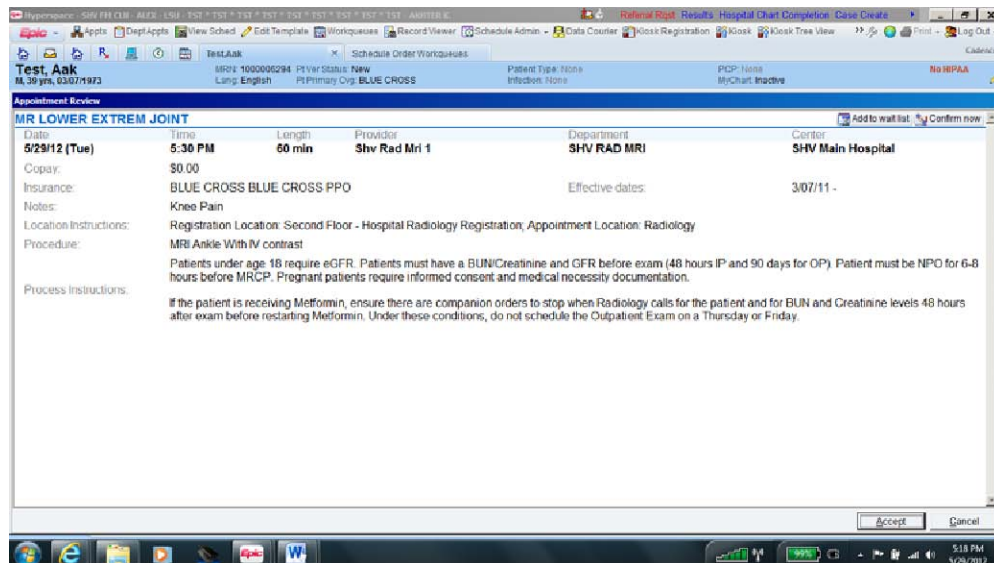 Hyperspace - SHV FH CLIN - ALEX - LSU - TST * TST * TST * TST * TST * TST * TST * TST * TST - AKHTER K. Referral Rqst Results Hospital Chart Completion Case Create
Epic Appts DeptAppts View Sched Edit Template Workqueues Record Viewer Schedule Admin Data Courier Kiosk Registration Kiosk Kiosk Tree View Print Log Out
Test,Aak Schedule Order Workqueues
Test, Aak MRN: 1000006294 Pt Ver Status: New Patient Type: None PCP: None No HIPAA
M, 39 yrs, 03/07/1973 Lang: English Pt Primary Cvg: BLUE CROSS Infection: None MyChart: Inactive
Appointment Review
MR LOWER EXTREM JOINT Add to wait list Confirm now
Date Time Length Provider Department Center
5/29/12 (Tue) 5:30 PM 60 min Shv Rad Mri 1 SHV RAD MRI SHV Main Hospital
Copay: $0.00
Insurance: BLUE CROSS BLUE CROSS PPO Effective dates: 3/07/11 -
Notes: Knee Pain
Location Instructions: Registration Location: Second Floor - Hospital Radiology Registration; Appointment Location: Radiology
Procedure: MRI Ankle With IV contrast
Patients under age 18 require eGFR. Patients must have a BUN/Creatinine and GFR before exam (48 hours IP and 90 days for OP). Patient must be NPO for 6-8
hours before MRCP. Pregnant patients require informed consent and medical necessity documentation.
Process Instructions:
If the patient is receiving Metformin, ensure there are companion orders to stop when Radiology calls for the patient and for BUN and Creatinine levels 48 hours
after exam before restarting Metformin. Under these conditions, do not schedule the Outpatient Exam on a Thursday or Friday.
Accept Cancel
Epic W 99% 5:18 PM
5/29/2012